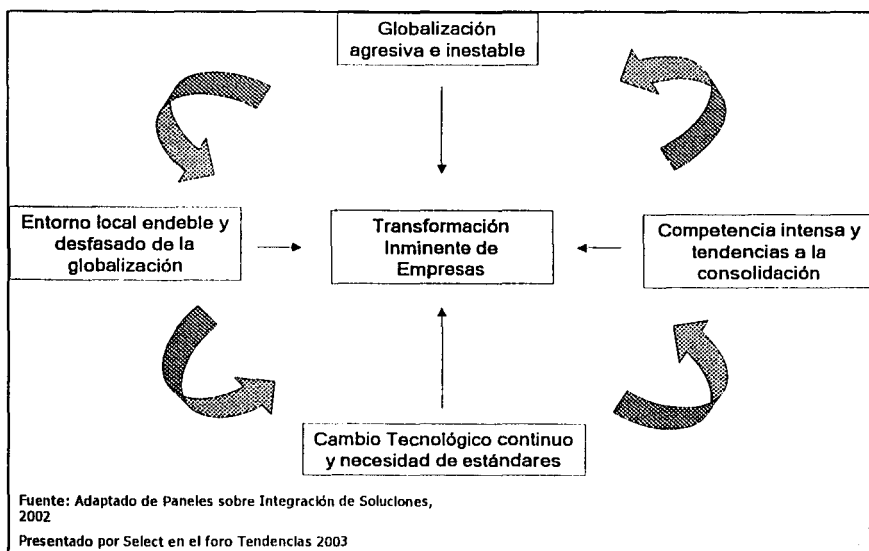 Globalización
agresiva e inestable
Entorno local endeble y
desfasado de la
globalización
Transformación
Inminente de
Empresas
Competencia intensa y
tendencias a la
consolidación
Cambio Tecnológico continuo
y necesidad de estándares
Fuente: Adaptado de Paneles sobre Integración de Soluciones,
2002
Presentado por Select en el foro Tendencias 2003